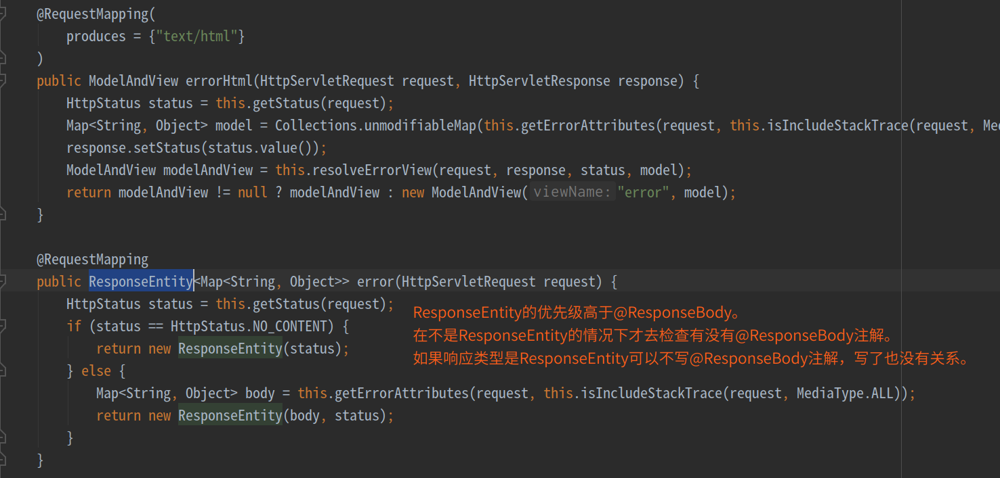 @RequestMapping(
produces = {"text/html"}
)
public ModelAndView errorHtml(HttpServletRequest request, HttpServletResponse response) {
HttpStatus status = this.getStatus(request);
Map<String, Object> model = Collections.unmodifiableMap(this.getErrorAttributes(request, this.isIncludeStackTrace(request, Me
response.setStatus(status.value());
ModelAndView modelAndView = this.resolveErrorView(request, response, status, model);
return modelAndView != null ? modelAndView : new ModelAndView( viewName: "error", model);
}
@RequestMapping
public ResponseEntity<Map<String, Object>> error(HttpServletRequest request) {
HttpStatus status = this.getStatus(request);
ResponseEntity的优先级高于@ResponseBody。
if (status == HttpStatus.NO_CONTENT) {
在不是ResponseEntity的情况下才去检查有没有@ResponseBody注解。
return new ResponseEntity(status);
如果响应类型是ResponseEntity可以不写@ResponseBody注解，写了也没有关系。
} else {
Map<String, Object> body = this.getErrorAttributes(request, this.isIncludeStackTrace(request, MediaType.ALL));
return new ResponseEntity(body, status);
}
}